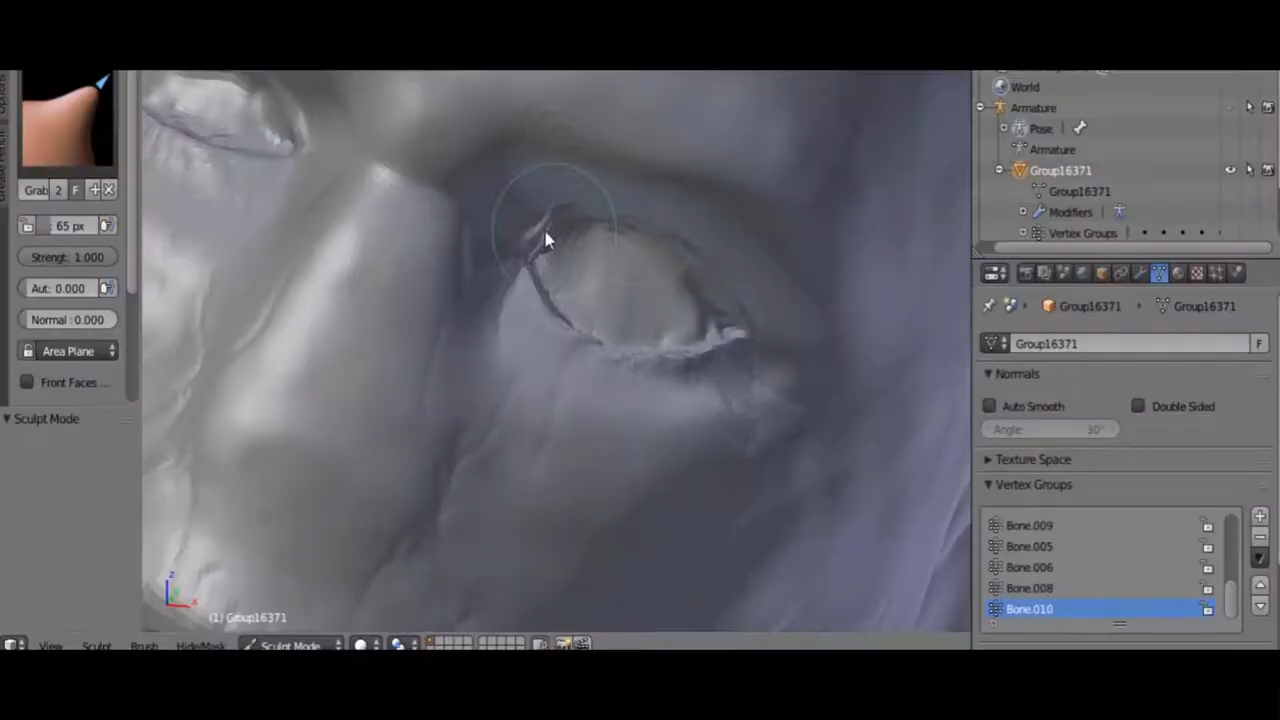 Options
Grease Pencil
Grab 2 F
65 px
Strengt: 1.000
Aut: 0.000
Normal : 0.000
Area Plane
Front Faces ...
Sculpt Mode
(1) Group16371
View Sculpt Brush Hide/Mask Sculpt Mode
z
x
World
Armature
Pose
Armature
Group16371
Group16371
Modifiers
Vertex Groups
Group16371 Group16371
Group16371 F
Normals
Auto Smooth Double Sided
Angle: 30°
Texture Space
Vertex Groups
Bone.009
Bone.005
Bone.006
Bone.008
Bone.010